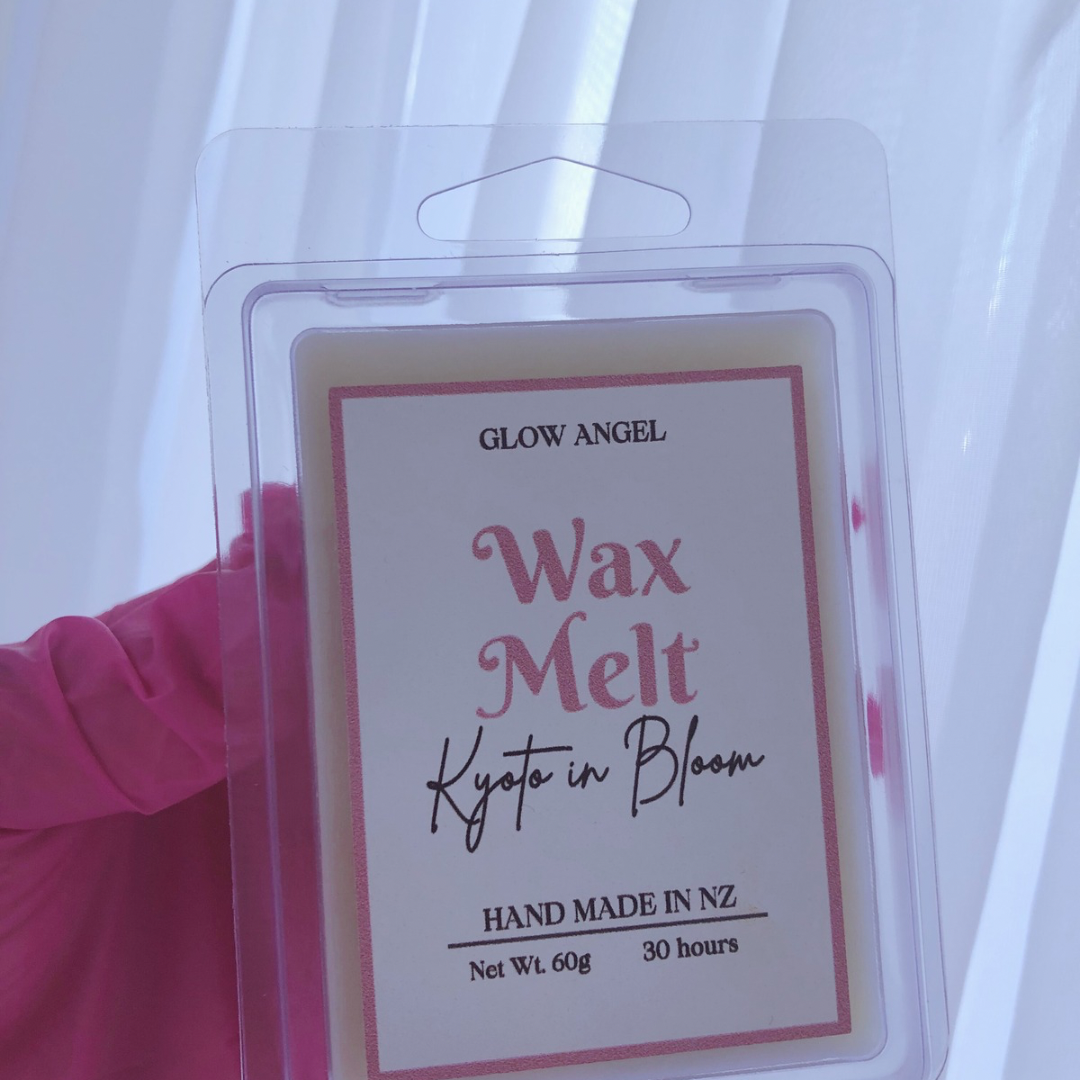 GLOW ANGEL
Wax
Melt
Kyoto in Bloom
HAND MADE IN NZ
Net Wt. 60g 30 hours